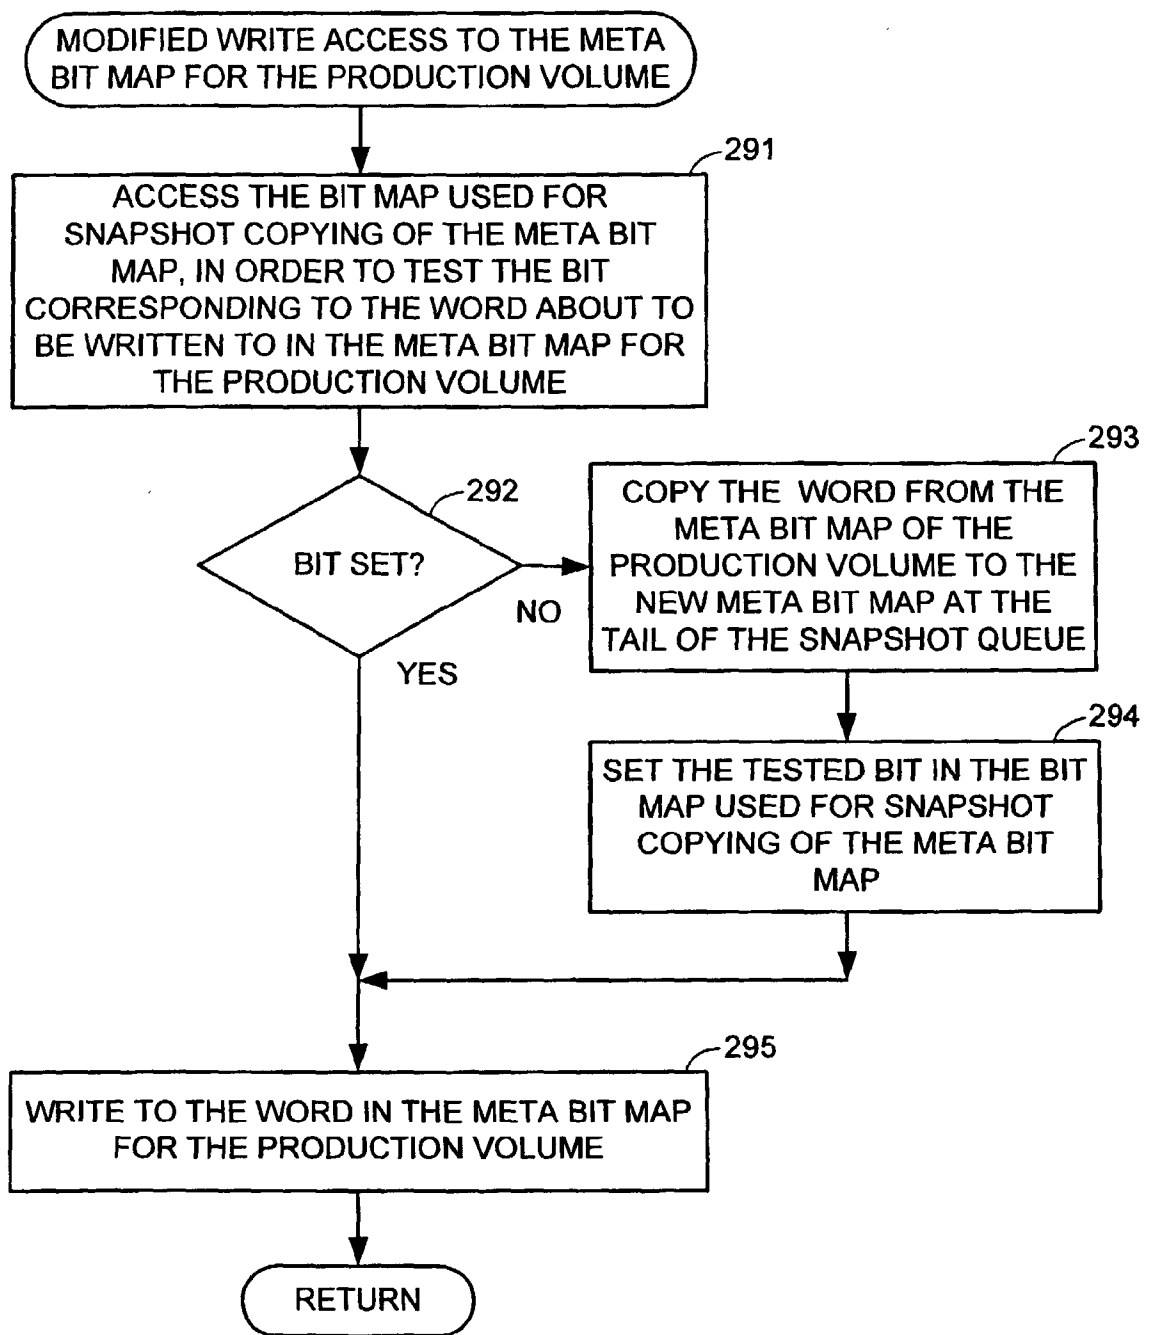 MODIFIED WRITE ACCESS TO THE META
BIT MAP FOR THE PRODUCTION VOLUME
291
ACCESS THE BIT MAP USED FOR
SNAPSHOT COPYING OF THE META BIT
MAP, IN ORDER TO TEST THE BIT
CORRESPONDING TO THE WORD ABOUT TO
BE WRITTEN TO IN THE META BIT MAP FOR
THE PRODUCTION VOLUME
292
BIT SET?
NO
YES
293
COPY THE WORD FROM THE
META BIT MAP OF THE
PRODUCTION VOLUME TO THE
NEW META BIT MAP AT THE
TAIL OF THE SNAPSHOT QUEUE
294
SET THE TESTED BIT IN THE BIT
MAP USED FOR SNAPSHOT
COPYING OF THE META BIT
MAP
295
WRITE TO THE WORD IN THE META BIT MAP
FOR THE PRODUCTION VOLUME
RETURN